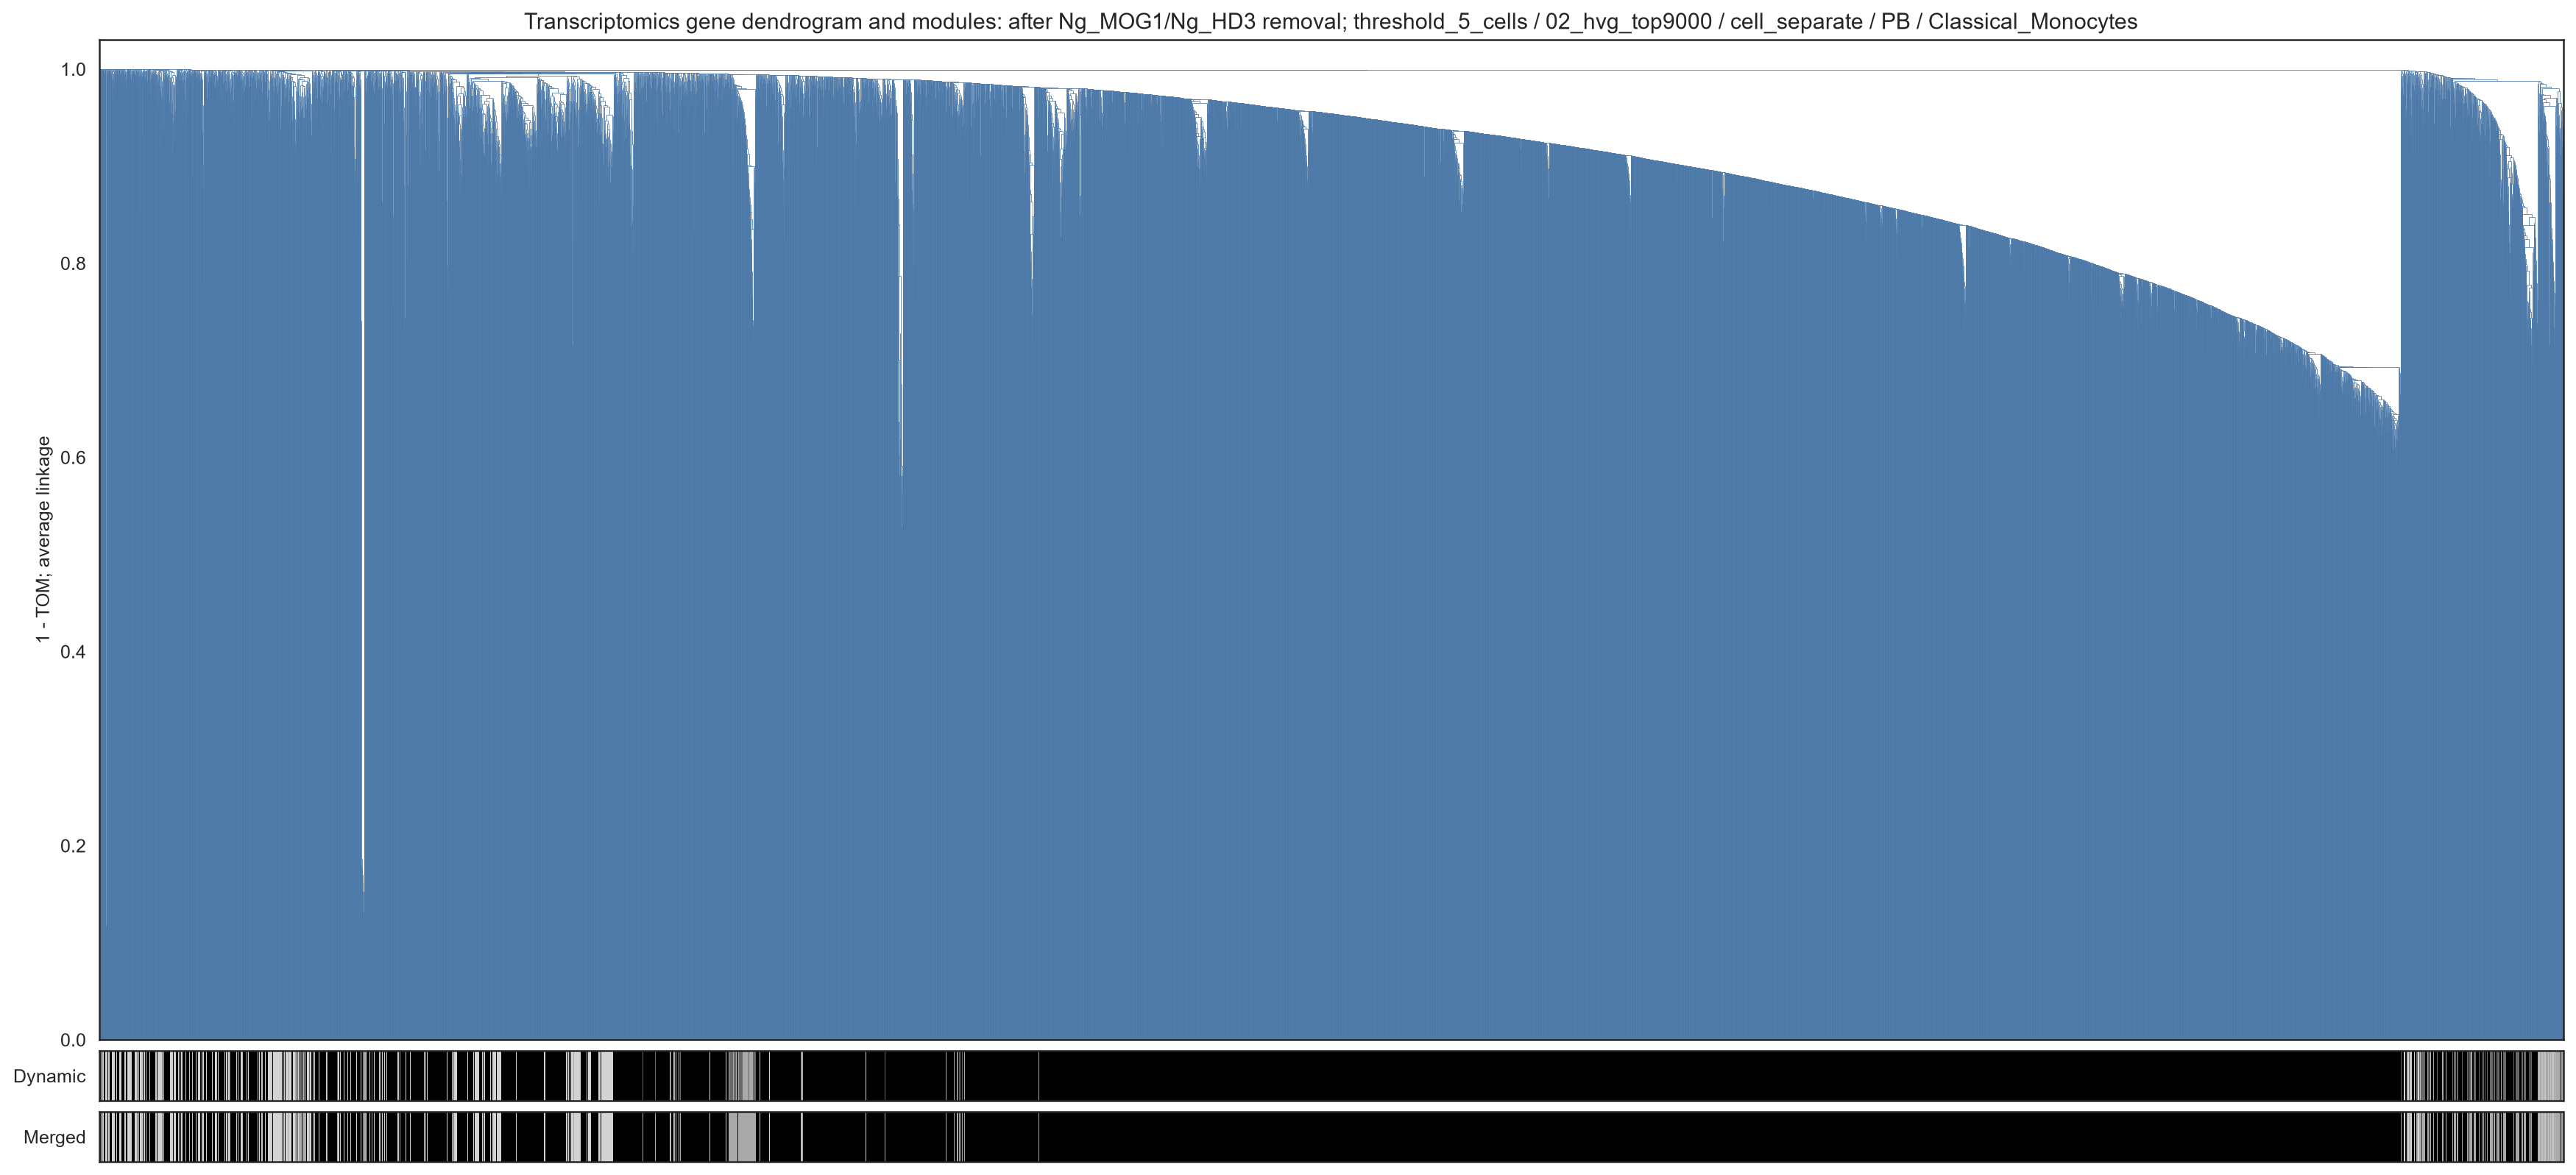 Transcriptomics gene dendrogram and modules: after Ng_MOG1/Ng_HD3 removal; threshold_5_cells / 02_hvg_top9000 / cell_separate / PB / Classical_Monocytes
1.0
0.8
0.6
0.4
0.2
0.0
1 - TOM; average linkage
Dynamic
Merged